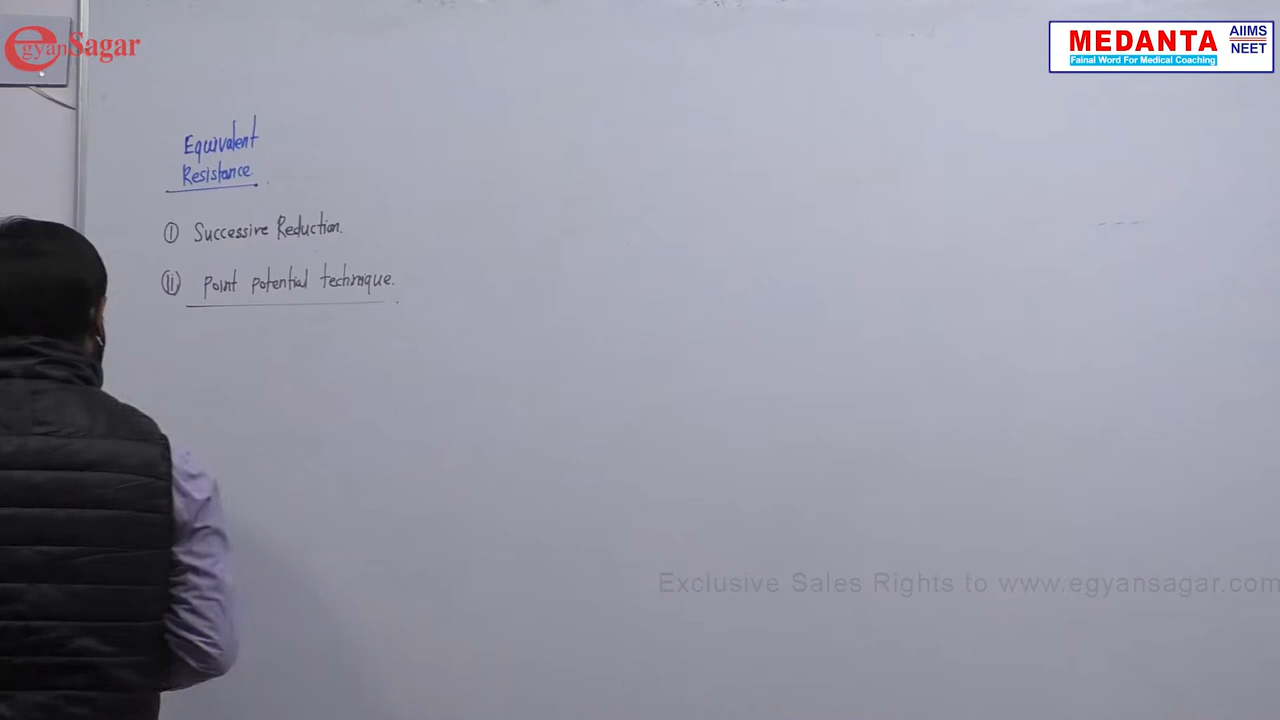 egyanSagar
MEDANTA
Fainal Word For Medical Coaching
AIIMS
NEET
Equivalent
Resistance.
① Successive Reduction.
ⅱ Point potential technique.
Exclusive Sales Rights to www.egyansagar.com